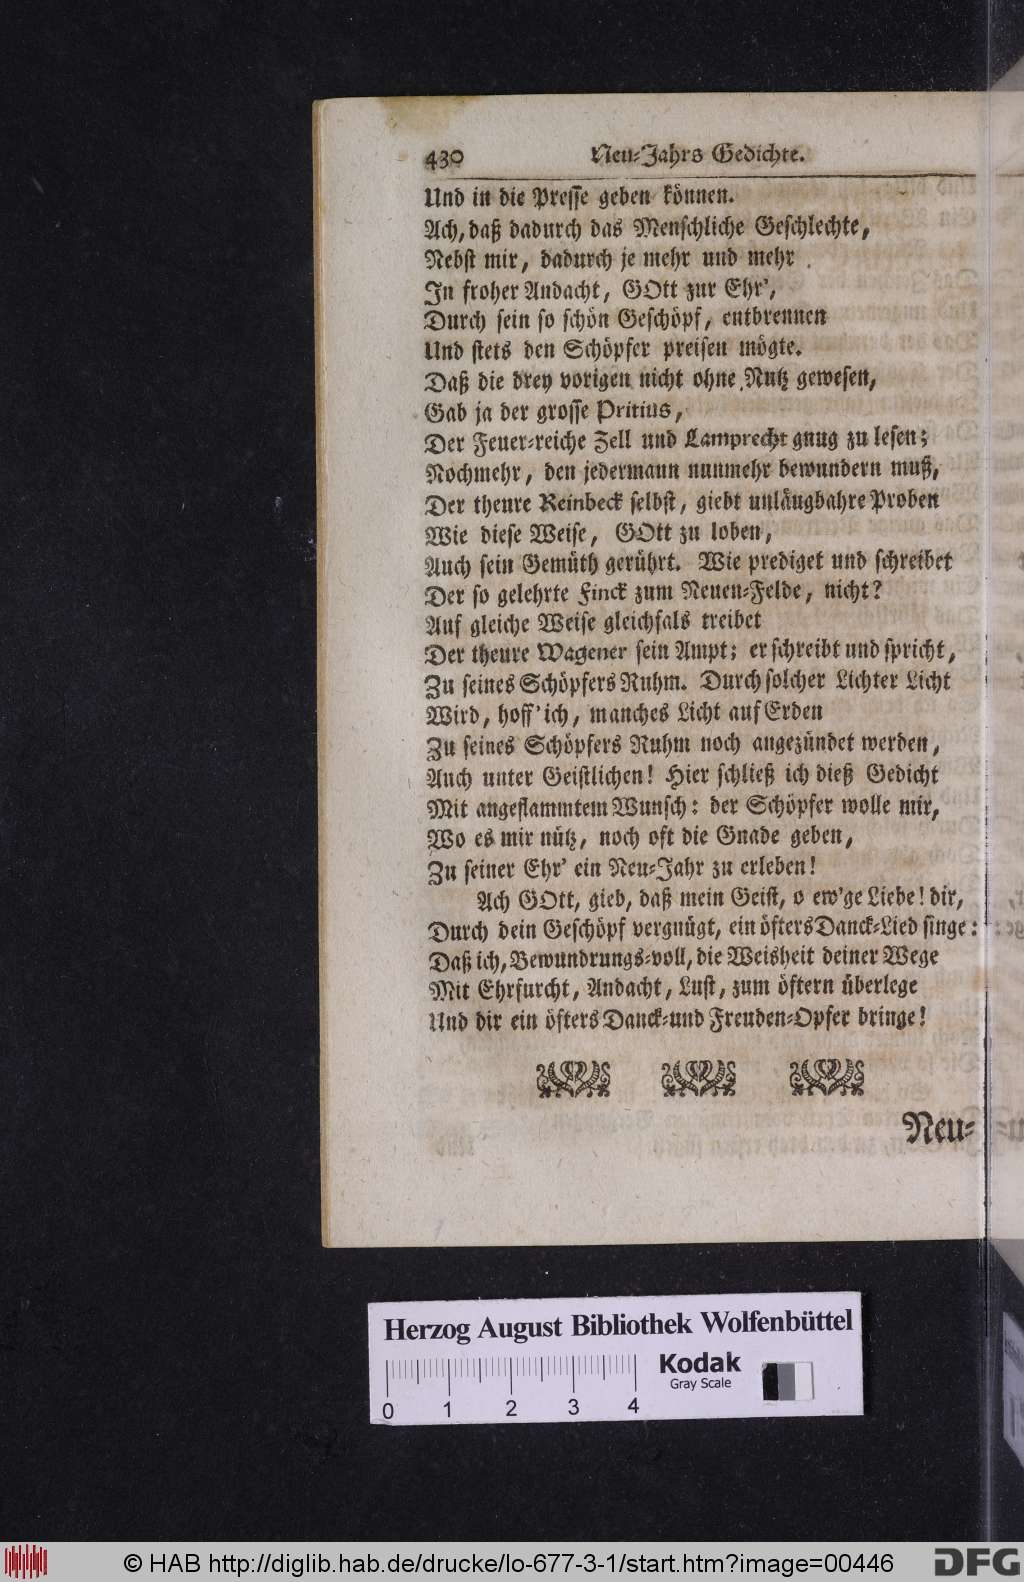 430 Neu-Jahrs Gedichte.
Und in die Presse geben können.
Ach, daß dadurch das Menschliche Geschlechte,
Nebst mir, dadurch je mehr und mehr
In froher Andacht, GOtt zur Ehr',
Durch sein so schön Geschöpf, entbrennen
Und stets den Schöpfer preisen mögte.
Daß die drey vorigen nicht ohne Nutz gewesen,
Gab ja der grosse Pritius,
Der Feuer-reiche Zell und Lamprecht gnug zu lesen;
Nochmehr, den jedermann nunmehr bewundern muß,
Der theure Reinbeck selbst, giebt unläugbahre Proben
Wie diese Weise, GOtt zu loben,
Auch sein Gemüth gerührt. Wie prediget und schreibet
Der so gelehrte Finck zum Neuen-Felde, nicht?
Auf gleiche Weise gleichfals treibet
Der theure Wagener sein Ampt; er schreibt und spricht,
Zu seines Schöpfers Ruhm. Durch solcher Lichter Licht
Wird, hoff' ich, manches Licht auf Erden
Zu seines Schöpfers Ruhm noch angezündet werden,
Auch unter Geistlichen! Hier schließ ich dieß Gedicht
Mit angeflammtem Wunsch: der Schöpfer wolle mir,
Wo es mir nütz, noch oft die Gnade geben,
Zu seiner Ehr' ein Neu-Jahr zu erleben!
Ach GOtt, gieb, daß mein Geist, o ew'ge Liebe! dir,
Durch dein Geschöpf vergnügt, ein öfters Danck-Lied singe:
Daß ich, Bewundrungs-voll, die Weisheit deiner Wege
Mit Ehrfurcht, Andacht, Lust, zum öftern überlege
Und dir ein öfters Danck- und Freuden-Opfer bringe!
Neu-
Herzog August Bibliothek Wolfenbüttel
Kodak
Gray Scale
0 1 2 3 4
© HAB http://diglib.hab.de/drucke/lo-677-3-1/start.htm?image=00446
DFG